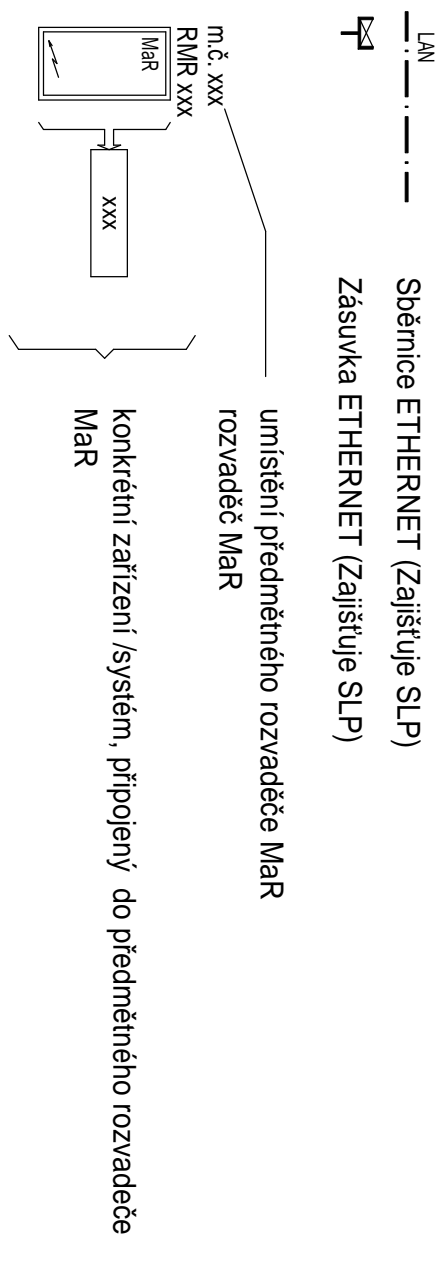 LAN
Sběrnice ETHERNET (Zajišťuje SLP)
Zásuvka ETHERNET (Zajišťuje SLP)
m.č. xxx
RMR xxx
MaR
umístění předmětného rozvaděče MaR
rozvaděč MaR
xxx
konkrétní zařízení /systém, připojený do předmětného rozvadeče
MaR